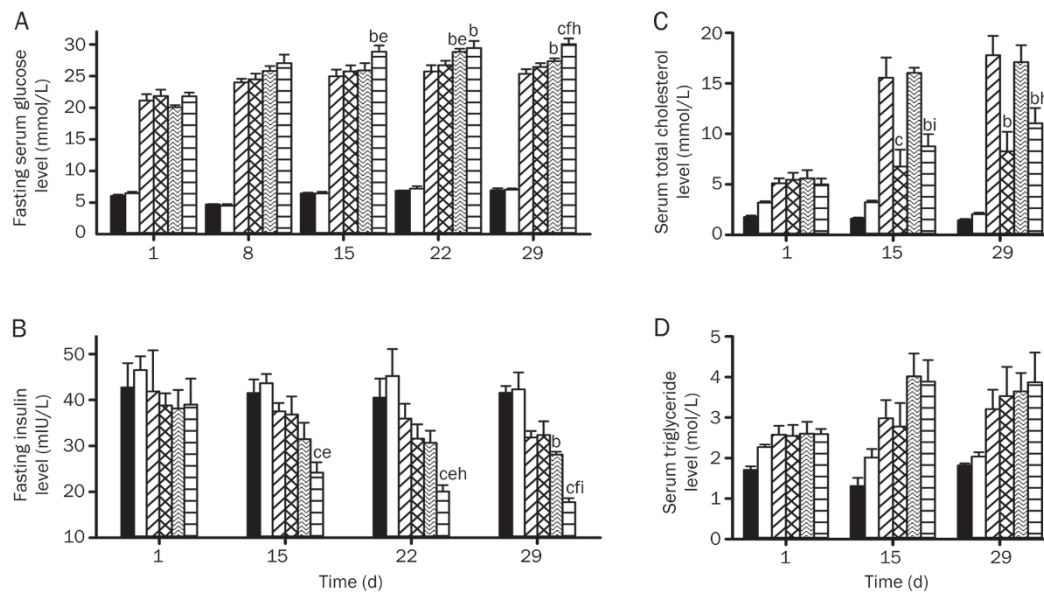 A
Fasting serum glucose
level (mmol/L)
35
30
25
20
15
10
5
0
be
be
b
b
cfh
1 8 15 22 29
B
Fasting insulin
level (mIU/L)
50
40
30
20
10
ce
ceh
b
cfi
1 15 22 29
Time (d)
C
Serum total cholesterol
level (mmol/L)
20
15
10
5
0
c
bi
b
bh
1 15 29
D
Serum triglyceride
level (mol/L)
5
4
3
2
1
0
1 15 29
Time (d)